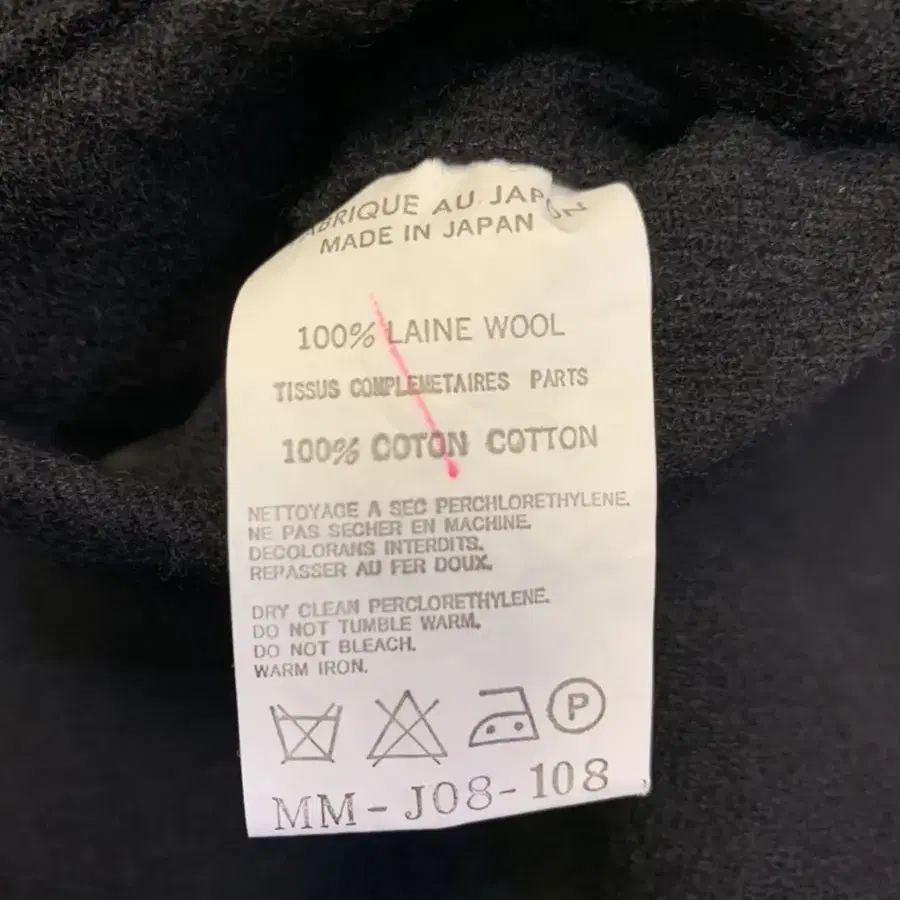 FABRIQUE AU JAPON
MADE IN JAPAN
100% LAINE WOOL
TISSUS COMPLEMETAIRES PARTS
100% COTON COTTON
NETTOYAGE A SEC PERCHLORETHYLENE.
NE PAS SECHER EN MACHINE.
DECOLORANS INTERDITS.
REPASSER AU FER DOUX.
DRY CLEAN PERCLORETHYLENE.
DO NOT TUMBLE WARM.
DO NOT BLEACH.
WARM IRON.
P
MM-J08-108